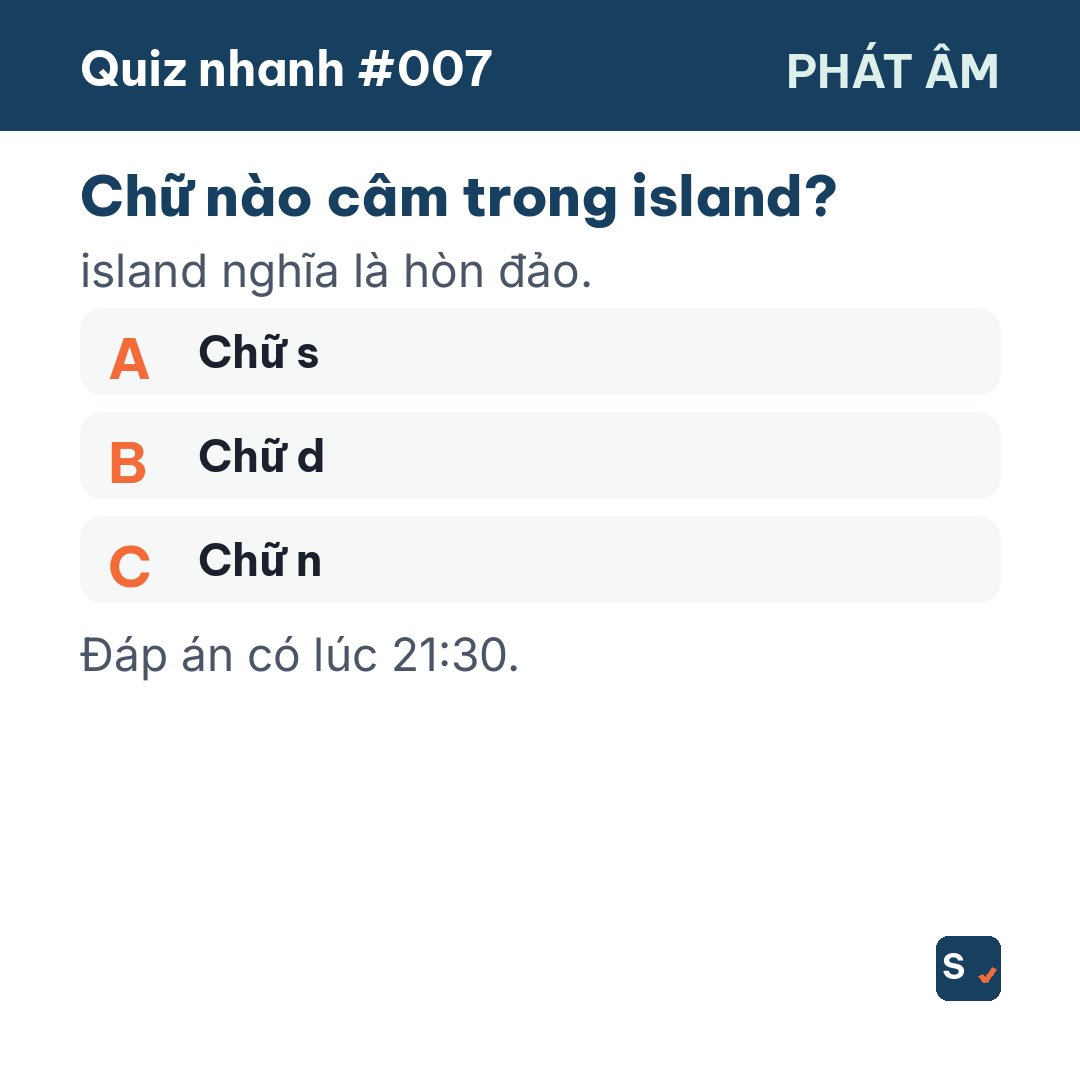 Quiz nhanh #007
PHÁT ÂM
Chữ nào câm trong island?
island nghĩa là hòn đảo.
A Chữ s
B Chữ d
C Chữ n
Đáp án có lúc 21:30.
S